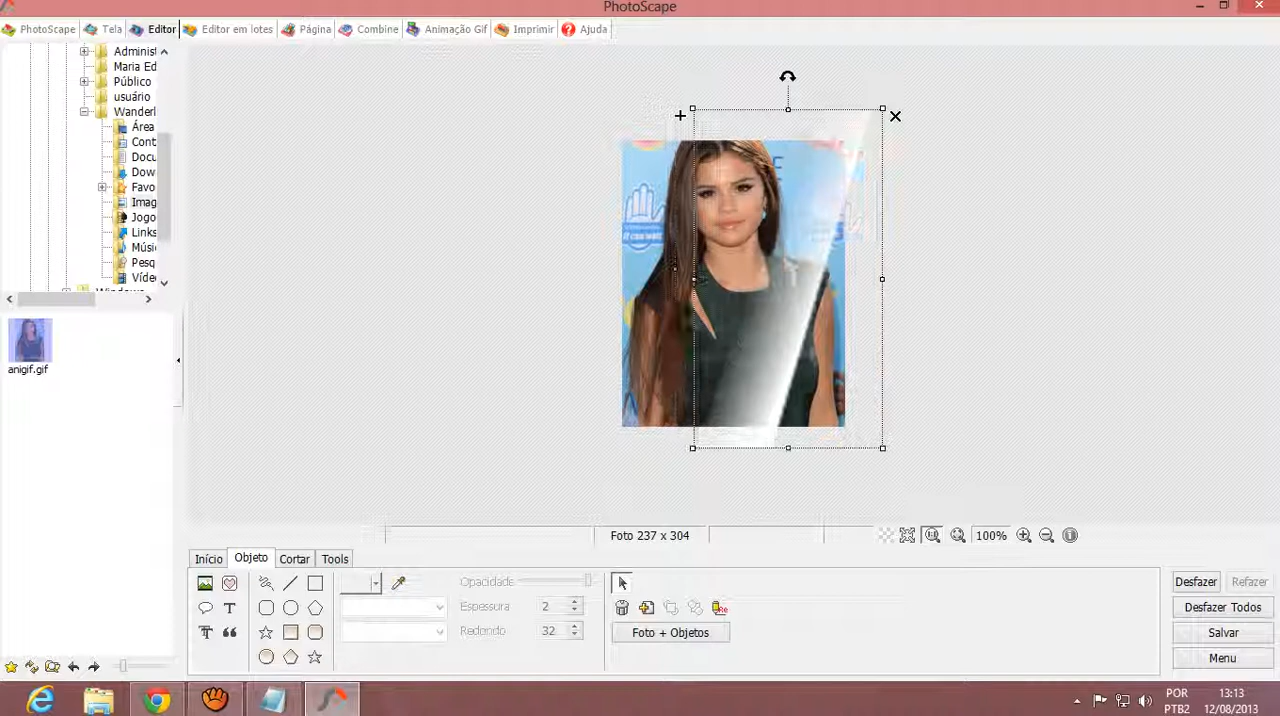 PhotoScape
PhotoScape Tela Editor Editor em lotes Página Combine Animação Gif Imprimir Ajuda
Administ
Maria Ed
Público
usuário
Wanderl
Área
Cont
Docu
Dow
Favo
Imag
Jogo
Links
Músi
Pesq
Víde
anigif.gif
Foto 237 x 304
100%
Início Objeto Cortar Tools
Opacidade
Espessura 2
Redondo 32
Foto + Objetos
Desfazer Refazer
Desfazer Todos
Salvar
Menu
POR 13:13
PTB2 12/08/2013